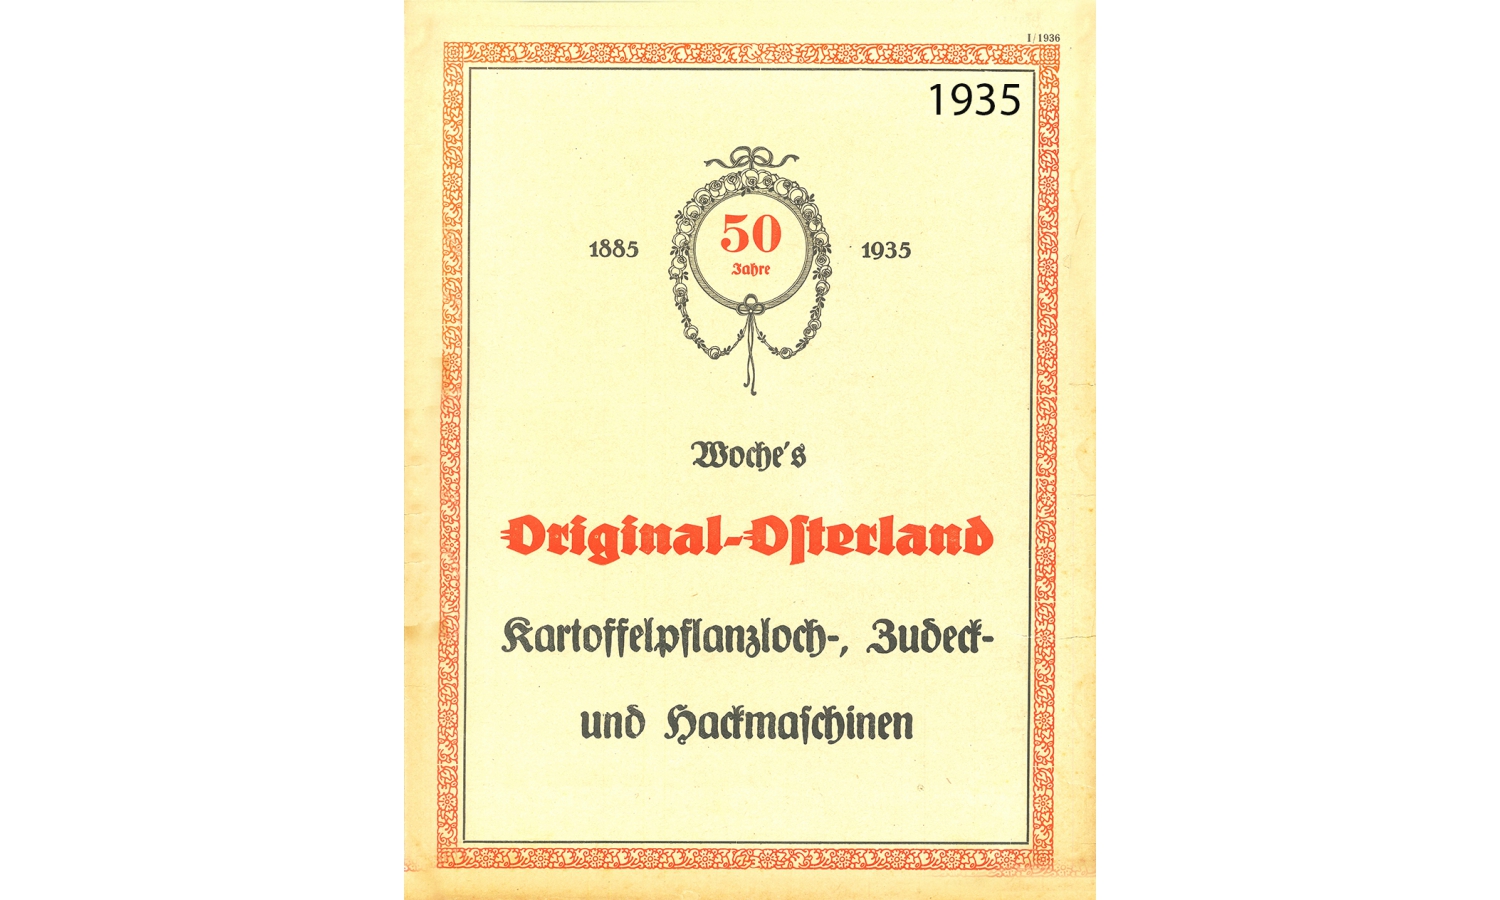 I/1936
1935
50
Jahre
1885
1935
Woche's
Original-Osterland
Kartoffelpflanzloch-, Zudeck-
und Hackmaschinen